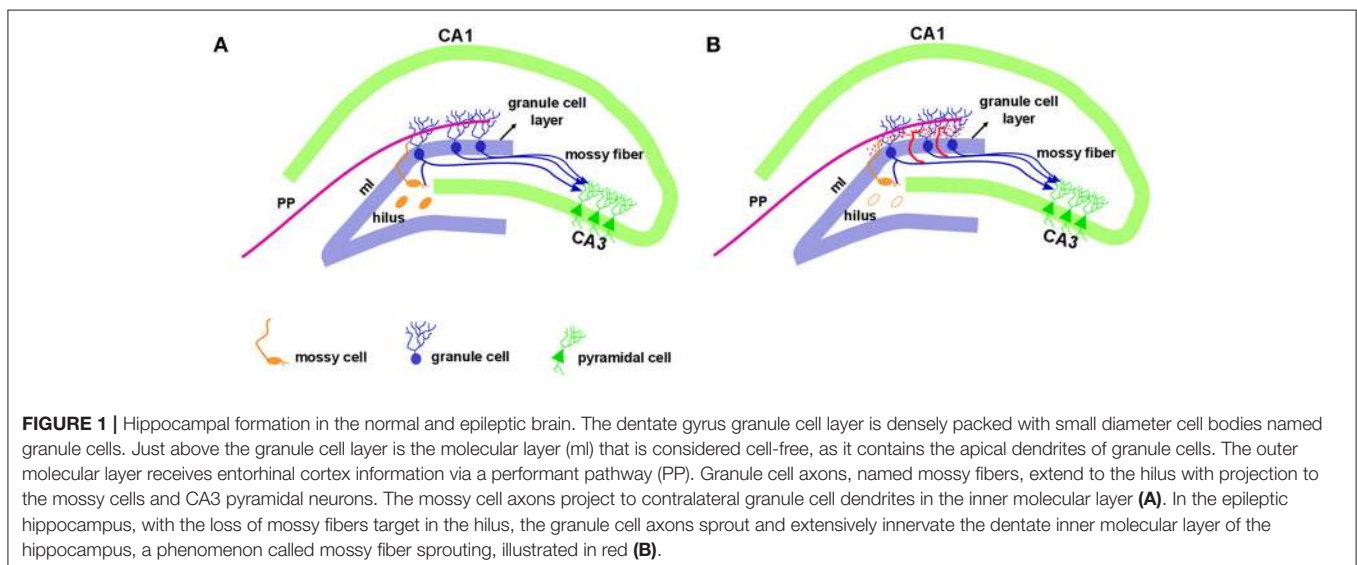 A
CA1
granule cell
layer
mossy fiber
ml
PP
hilus
CA3
B
CA1
granule cell
layer
mossy fiber
ml
PP
hilus
CA3
mossy cell
granule cell
pyramidal cell
FIGURE 1 | Hippocampal formation in the normal and epileptic brain. The dentate gyrus granule cell layer is densely packed with small diameter cell bodies named
granule cells. Just above the granule cell layer is the molecular layer (ml) that is considered cell-free, as it contains the apical dendrites of granule cells. The outer
molecular layer receives entorhinal cortex information via a performant pathway (PP). Granule cell axons, named mossy fibers, extend to the hilus with projection to
the mossy cells and CA3 pyramidal neurons. The mossy cell axons project to contralateral granule cell dendrites in the inner molecular layer (A). In the epileptic
hippocampus, with the loss of mossy fibers target in the hilus, the granule cell axons sprout and extensively innervate the dentate inner molecular layer of the
hippocampus, a phenomenon called mossy fiber sprouting, illustrated in red (B).